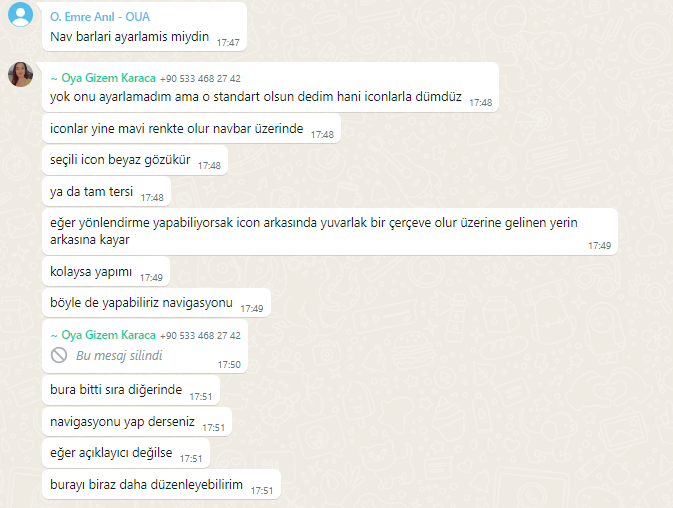 O. Emre Anıl - OUA
Nav barlari ayarlamis miydin 17:47
~ Oya Gizem Karaca +90 533 468 27 42
yok onu ayarlamadım ama o standart olsun dedim hani iconlarla dümdüz 17:48
iconlar yine mavi renkte olur navbar üzerinde 17:48
seçili icon beyaz gözükür 17:48
ya da tam tersi 17:48
eğer yönlendirme yapabiliyorsak icon arkasında yuvarlak bir çerçeve olur üzerine gelinen yerin
arkasına kayar 17:49
kolaysa yapımı 17:49
böyle de yapabiliriz navigasyonu 17:49
~ Oya Gizem Karaca +90 533 468 27 42
Bu mesaj silindi 17:50
bura bitti sıra diğerinde 17:51
navigasyonu yap derseniz 17:51
eğer açıklayıcı değilse 17:51
burayı biraz daha düzenleyebilirim 17:51